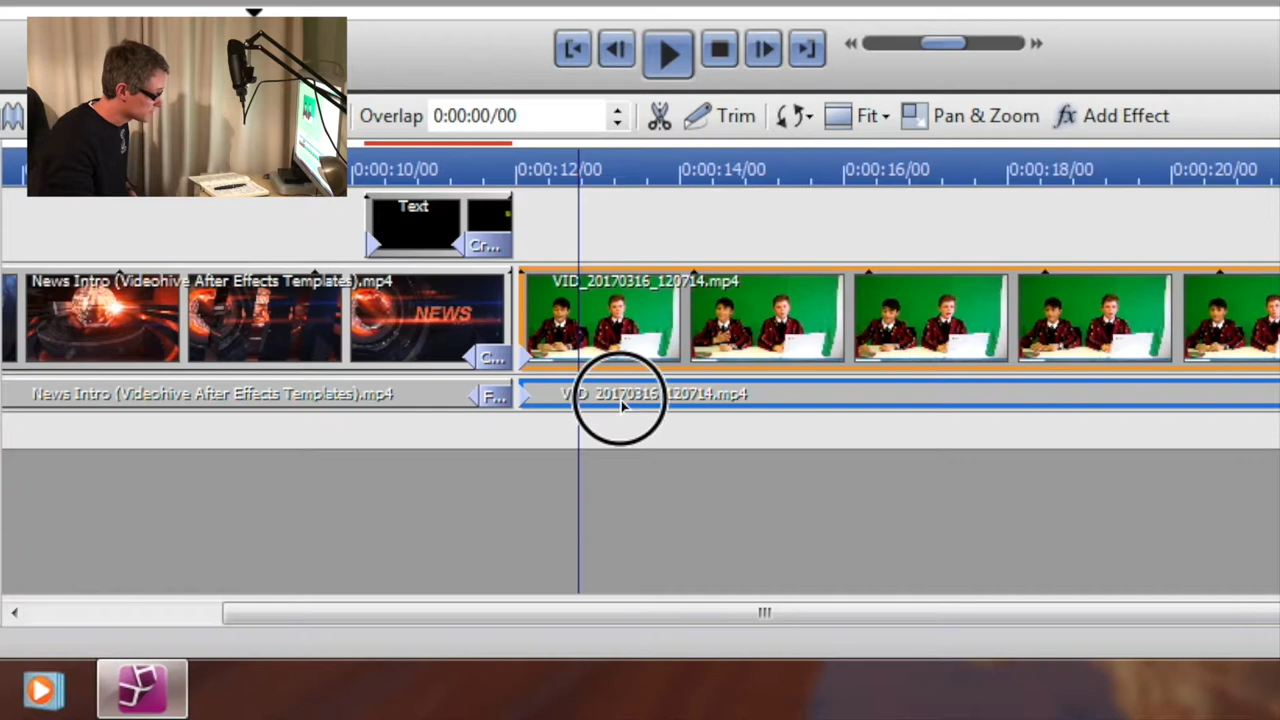 Overlap 0:00:00/00 Trim Fit Pan & Zoom fx Add Effect
0:00:10/00 0:00:12/00 0:00:14/00 0:00:16/00 0:00:18/00 0:00:20/00
Text
Cr...
News Intro (Videohive After Effects Templates).mp4 VID_20170316_120714.mp4
NEWS
C...
News Intro (Videohive After Effects Templates).mp4 F... VID_20170316_120714.mp4